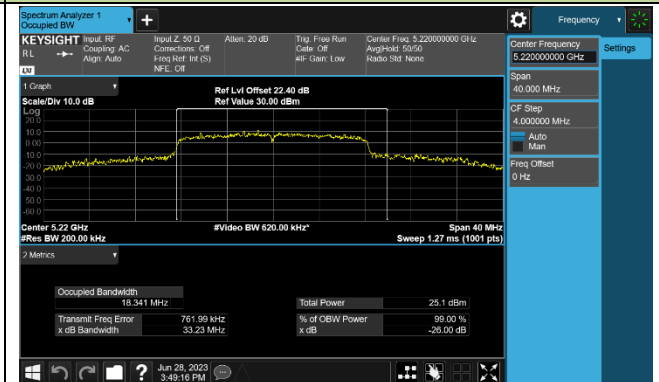 Spectrum Analyzer 1
Occupied BW
Frequency
KEYSIGHT
RL
LXI
Input: RF
Coupling: AC
Align: Auto
Input Z: 50 Ω
Corrections: Off
Freq Ref: Int (S)
NFE: Off
Atten: 20 dB
Trig: Free Run
Gate: Off
#IF Gain: Low
Center Freq: 5.220000000 GHz
Avg|Hold: 50/50
Radio Std: None
Center Frequency
5.220000000 GHz
Settings
Span
40.000 MHz
CF Step
4.000000 MHz
Auto
Man
Freq Offset
0 Hz
1 Graph
Scale/Div 10.0 dB
Ref Lvl Offset 22.40 dB
Ref Value 30.00 dBm
Log
20.0
10.0
0.00
-10.0
-20.0
-30.0
-40.0
-50.0
-60.0
Center 5.22 GHz
#Video BW 620.00 kHz*
Span 40 MHz
#Res BW 200.00 kHz
Sweep 1.27 ms (1001 pts)
2 Metrics
Occupied Bandwidth
18.341 MHz
Total Power 25.1 dBm
Transmit Freq Error 761.99 kHz
% of OBW Power 99.00 %
x dB Bandwidth 33.23 MHz
x dB -26.00 dB
?
Jun 28, 2023
3:49:16 PM